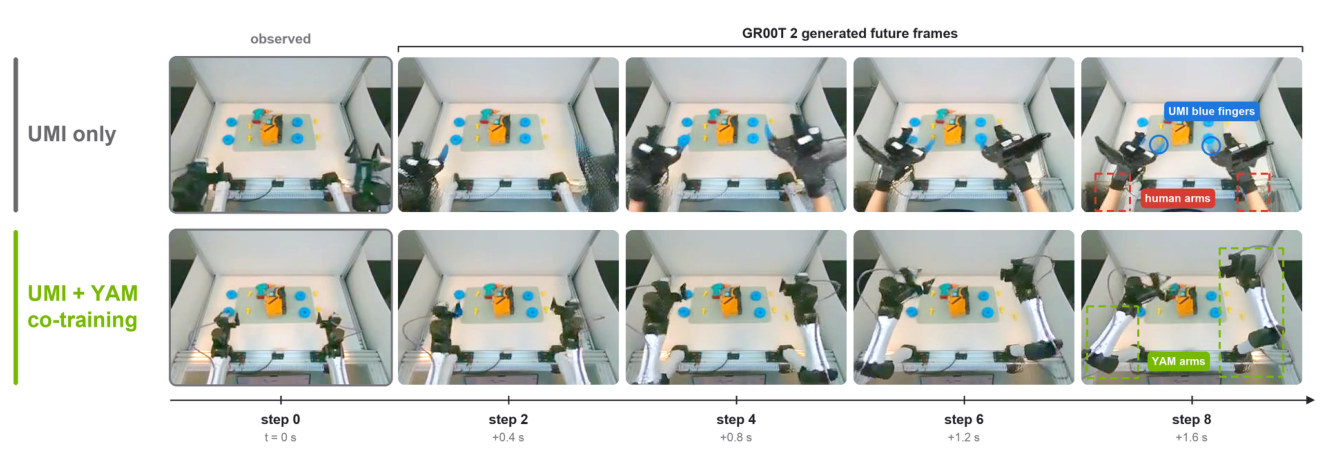 observed
GR00T 2 generated future frames
UMI only
UMI blue fingers
human arms
UMI + YAM
co-training
YAM arms
step 0
step 2
step 4
step 6
step 8
t = 0 s
+0.4 s
+0.8 s
+1.2 s
+1.6 s